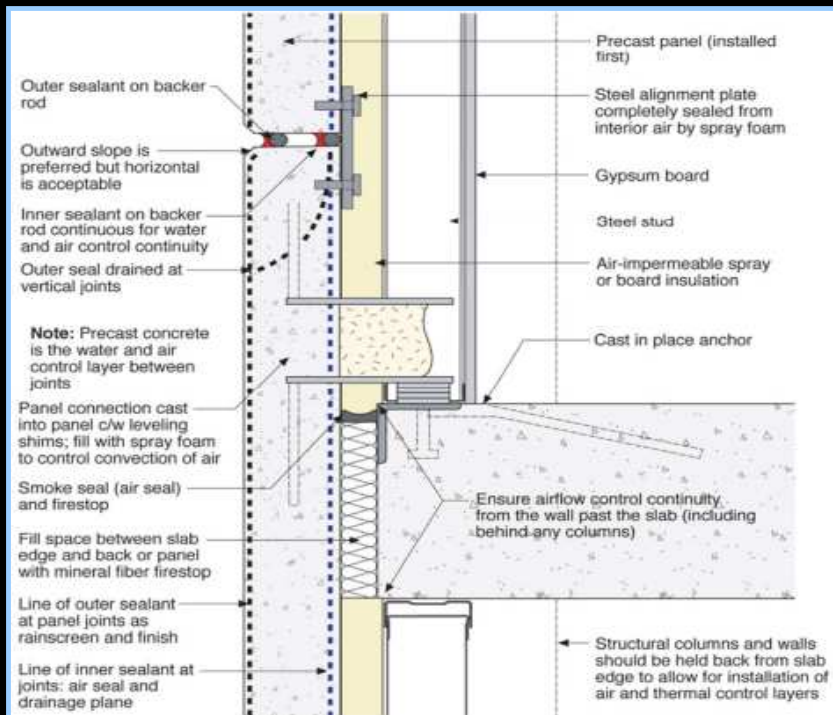 Outer sealant on backer
rod
Outward slope is
preferred but horizontal
is acceptable
Inner sealant on backer
rod continuous for water
and air control continuity
Outer seal drained at
vertical joints
Note: Precast concrete
is the water and air
control layer between
joints
Panel connection cast
into panel c/w leveling
shims; fill with spray foam
to control convection of air
Smoke seal (air seal)
and firestop
Fill space between slab
edge and back or panel
with mineral fiber firestop
Line of outer sealant
at panel joints as
rainscreen and finish
Line of inner sealant at
joints: air seal and
drainage plane
Precast panel (installed
first)
Steel alignment plate
completely sealed from
interior air by spray foam
Gypsum board
Steel stud
Air-impermeable spray
or board insulation
Cast in place anchor
Ensure airflow control continuity
from the wall past the slab (including
behind any columns)
Structural columns and walls
should be held back from slab
edge to allow for installation of
air and thermal control layers